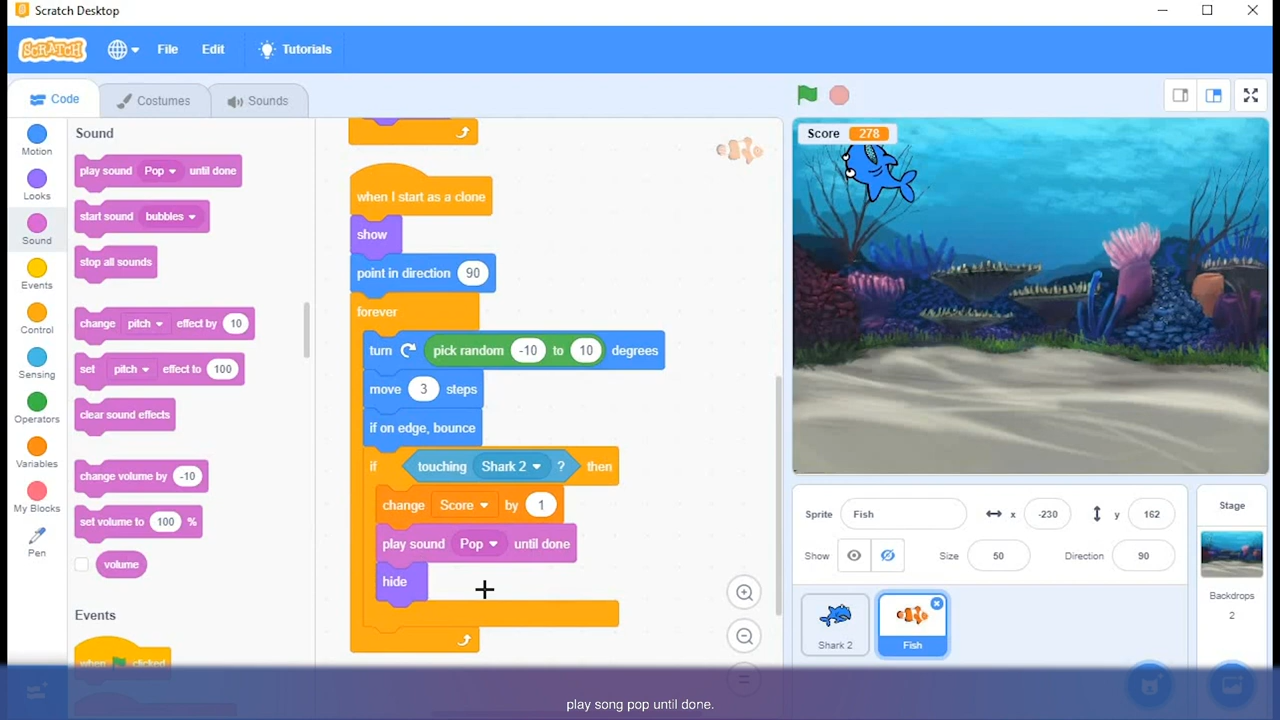 Scratch Desktop
SCRATCH
File
Edit
Tutorials
Code
Costumes
Sounds
Motion
Looks
Sound
Events
Control
Sensing
Operators
Variables
My Blocks
Pen
Sound
play sound Pop until done
start sound bubbles
stop all sounds
change pitch effect by 10
set pitch effect to 100
clear sound effects
change volume by -10
set volume to 100 %
volume
Events
when clicked
when I start as a clone
show
point in direction 90
forever
turn pick random -10 to 10 degrees
move 3 steps
if on edge, bounce
if touching Shark 2 ? then
change Score by 1
play sound Pop until done
hide
Score 278
Sprite Fish x -230 y 162
Show Size 50 Direction 90
Shark 2
Fish
Stage
Backdrops
2
play song pop until done.